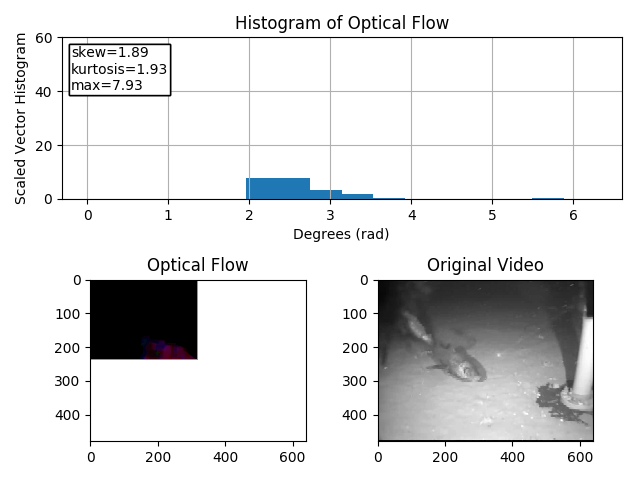 Histogram of Optical Flow
Scaled Vector Histogram
60
40
20
0
skew=1.89
kurtosis=1.93
max=7.93
0 1 2 3 4 5 6
Degrees (rad)
Optical Flow
0
100
200
300
400
0 200 400 600
Original Video
0
100
200
300
400
0 200 400 600